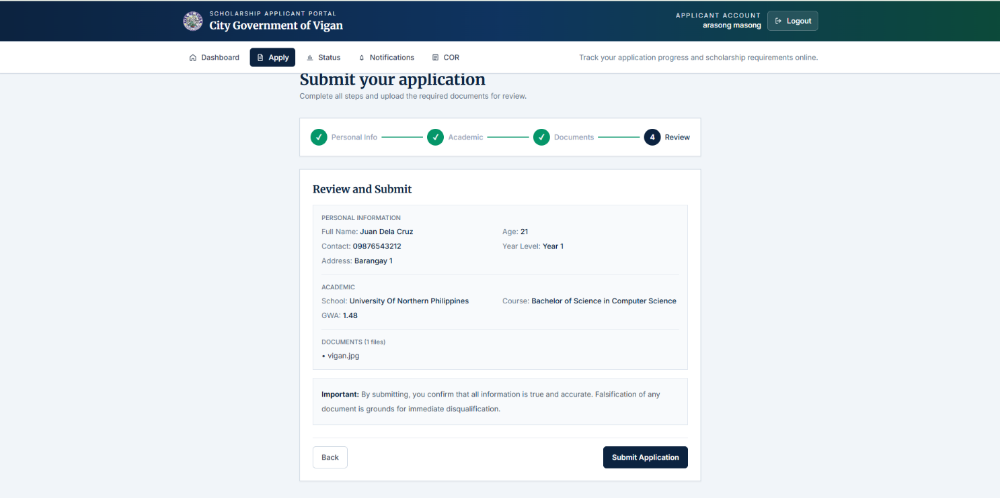 SCHOLARSHIP APPLICANT PORTAL
City Government of Vigan
APPLICANT ACCOUNT
arasong masong
Logout
Dashboard
Apply
Status
Notifications
COR
Track your application progress and scholarship requirements online.
Submit your application
Complete all steps and upload the required documents for review.
Personal Info
Academic
Documents
4 Review
Review and Submit
PERSONAL INFORMATION
Full Name: Juan Dela Cruz
Age: 21
Contact: 09876543212
Year Level: Year 1
Address: Barangay 1
ACADEMIC
School: University Of Northern Philippines
Course: Bachelor of Science in Computer Science
GWA: 1.48
DOCUMENTS (1 files)
• vigan.jpg
Important: By submitting, you confirm that all information is true and accurate. Falsification of any
document is grounds for immediate disqualification.
Back
Submit Application